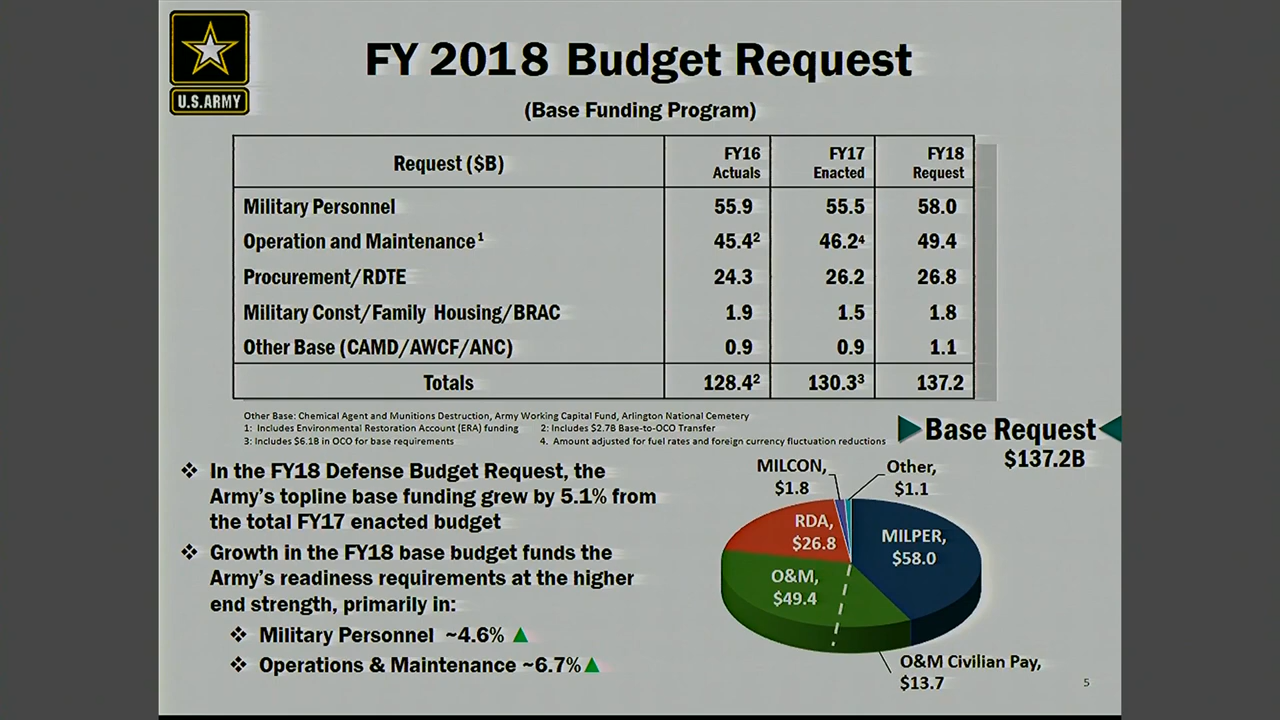 U.S.ARMY
FY 2018 Budget Request
(Base Funding Program)
Request ($B) FY16 Actuals FY17 Enacted FY18 Request
Military Personnel 55.9 55.5 58.0
Operation and Maintenance¹ 45.4² 46.2⁴ 49.4
Procurement/RDTE 24.3 26.2 26.8
Military Const/Family Housing/BRAC 1.9 1.5 1.8
Other Base (CAMD/AWCF/ANC) 0.9 0.9 1.1
Totals 128.4² 130.3³ 137.2
Other Base: Chemical Agent and Munitions Destruction, Army Working Capital Fund, Arlington National Cemetery
1: Includes Environmental Restoration Account (ERA) funding 2: Includes $2.7B Base-to-OCO Transfer
3: Includes $6.1B in OCO for base requirements 4. Amount adjusted for fuel rates and foreign currency fluctuation reductions
❖ In the FY18 Defense Budget Request, the
Army's topline base funding grew by 5.1% from
the total FY17 enacted budget
❖ Growth in the FY18 base budget funds the
Army's readiness requirements at the higher
end strength, primarily in:
❖ Military Personnel ~4.6% ▲
❖ Operations & Maintenance ~6.7% ▲
Base Request
$137.2B
MILCON,
$1.8
Other,
$1.1
RDA,
$26.8
MILPER,
$58.0
O&M,
$49.4
O&M Civilian Pay,
$13.7
5